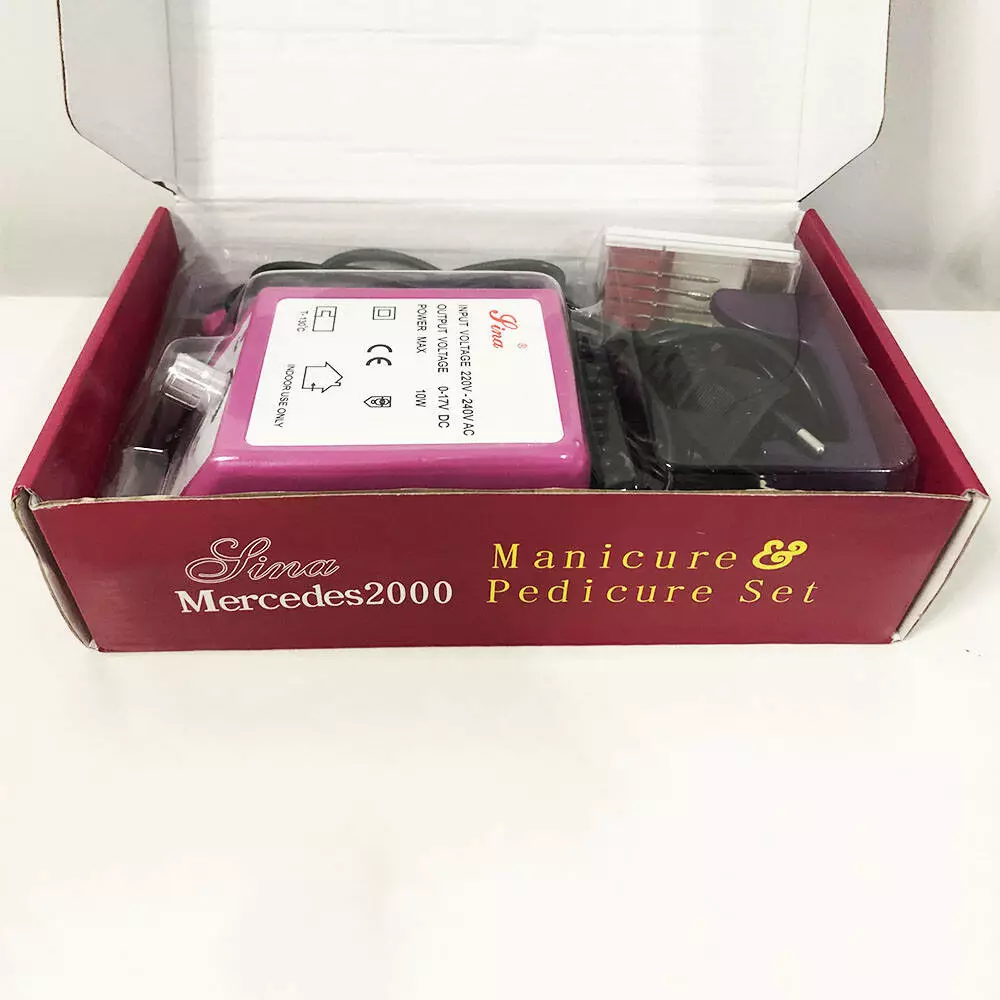 Sina ®
INPUT VOLTAGE 220V-240V AC
OUTPUT VOLTAGE 0-17V DC
POWER MAX 10W
CE
T-130°C
INDOOR USE ONLY
Sina
Mercedes2000
Manicure &
Pedicure Set